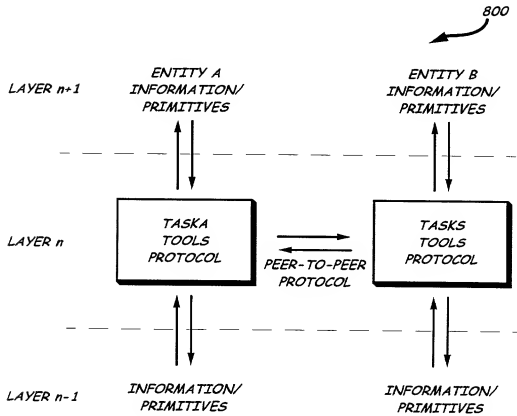 800
ENTITY A
INFORMATION/
PRIMITIVES
ENTITY B
INFORMATION/
PRIMITIVES
LAYER n+1
LAYER n
TASKA
TOOLS
PROTOCOL
PEER-TO-PEER
PROTOCOL
TASKS
TOOLS
PROTOCOL
LAYER n-1
INFORMATION/
PRIMITIVES
INFORMATION/
PRIMITIVES